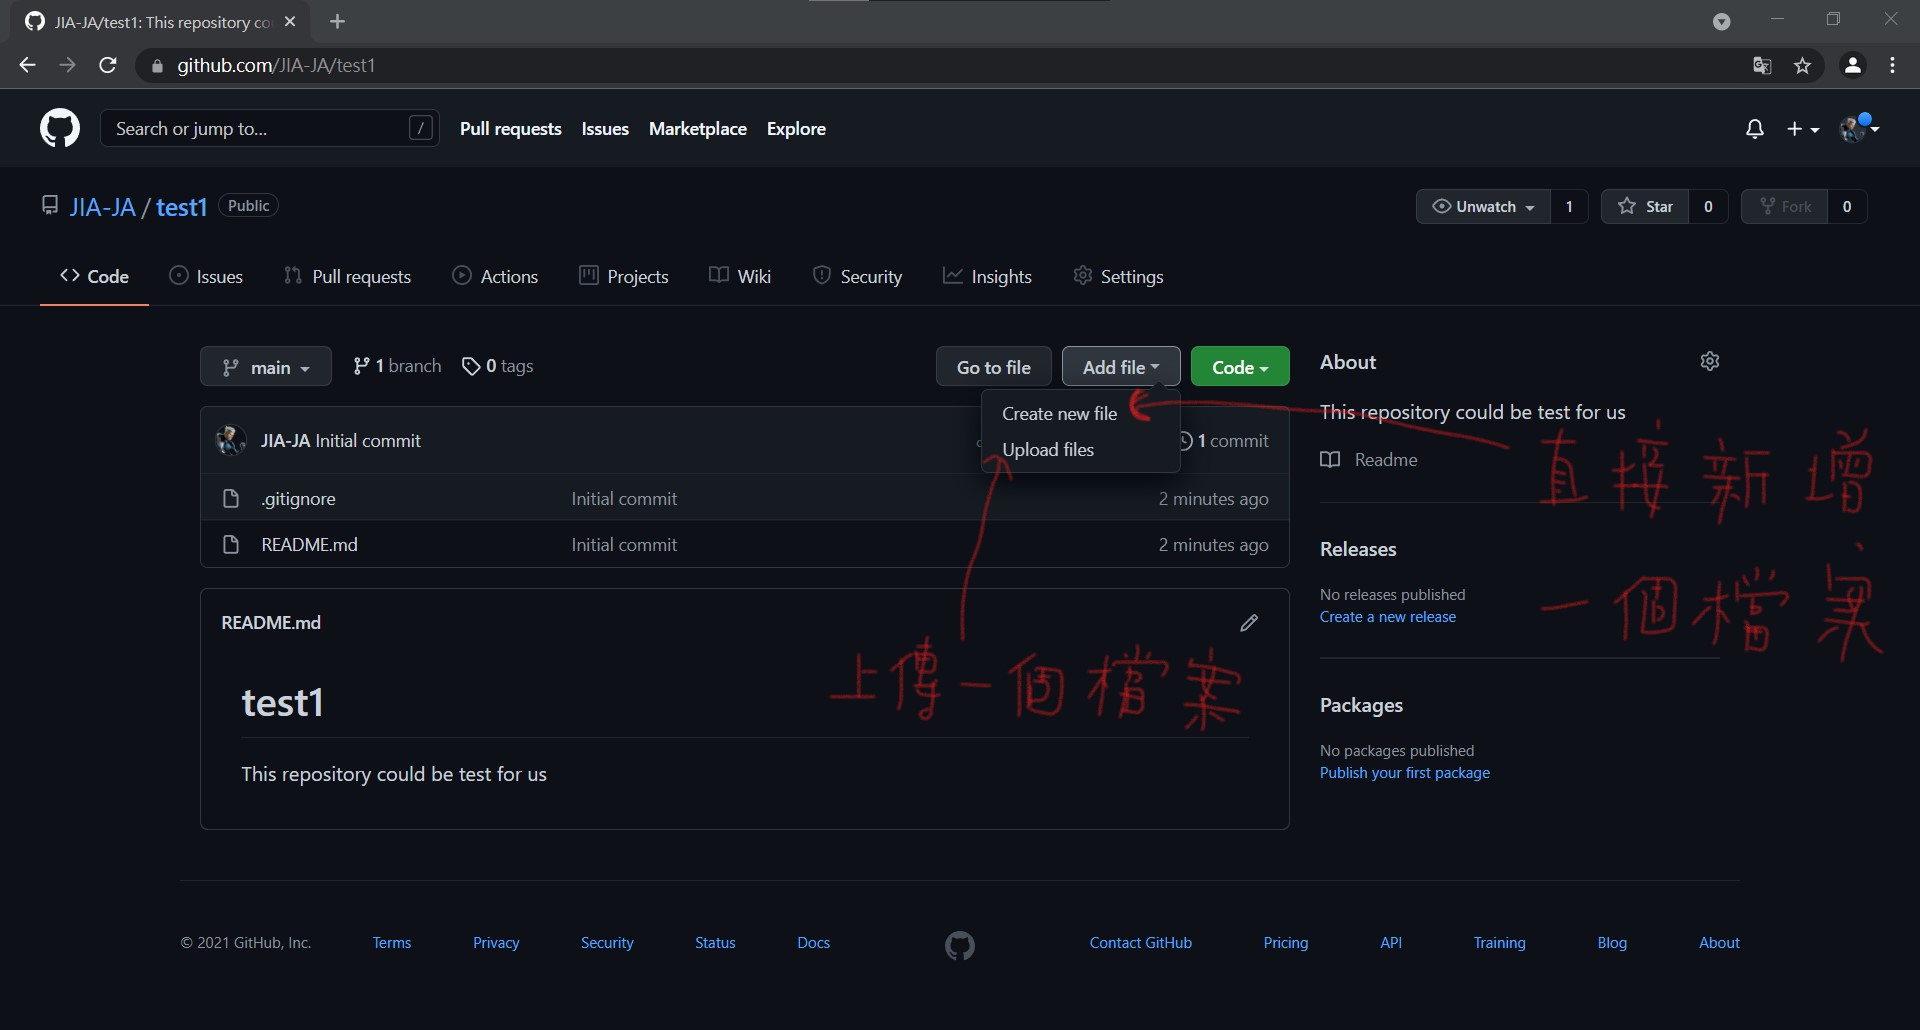 JIA-JA/test1: This repository co
github.com/JIA-JA/test1
Search or jump to... /
Pull requests Issues Marketplace Explore
JIA-JA / test1 Public
Unwatch 1 Star 0 Fork 0
Code Issues Pull requests Actions Projects Wiki Security Insights Settings
main 1 branch 0 tags
Go to file Add file Code
Create new file
Upload files
JIA-JA Initial commit 1 commit
.gitignore Initial commit 2 minutes ago
README.md Initial commit 2 minutes ago
README.md
test1
This repository could be test for us
上傳一個檔案
About
This repository could be test for us
Readme
直接新增
一個檔案
Releases
No releases published
Create a new release
Packages
No packages published
Publish your first package
© 2021 GitHub, Inc. Terms Privacy Security Status Docs Contact GitHub Pricing API Training Blog About